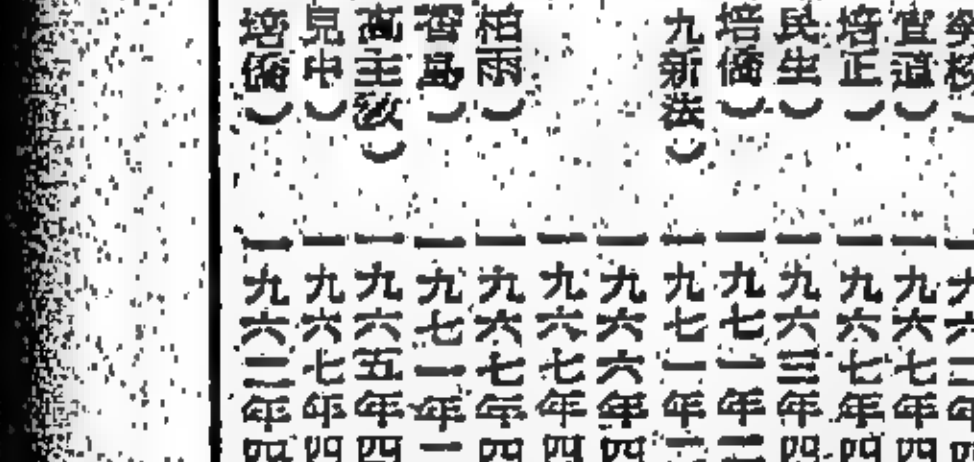 宣道）一九六七年四
培正）一九六七年四
民生）一九六三年四
培僑）一九七一年二
九新法）一九七一年二
一九六六年四
一九六七年四
柏雨）一九六七年四
一九七一年二
高主教）一九六五年四
見中）一九六七年四
培僑）一九六二年四